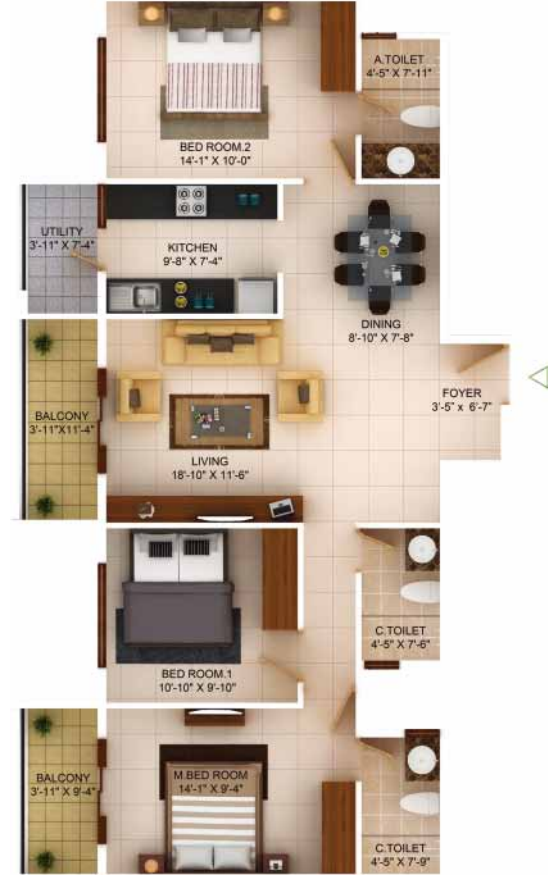 A.TOILET
4'-5" X 7'-11"
BED ROOM.2
14'-1" X 10'-0"
UTILITY
3'-11" X 7'-4"
KITCHEN
9'-8" X 7'-4"
DINING
8'-10" X 7'-8"
FOYER
3'-5" x 6'-7"
BALCONY
3'-11"X11'-4"
LIVING
18'-10" X 11'-6"
C.TOILET
4'-5" X 7'-6"
BED ROOM.1
10'-10" X 9'-10"
BALCONY
3'-11" X 9'-4"
M.BED ROOM
14'-1" X 9'-4"
C.TOILET
4'-5" X 7'-9"